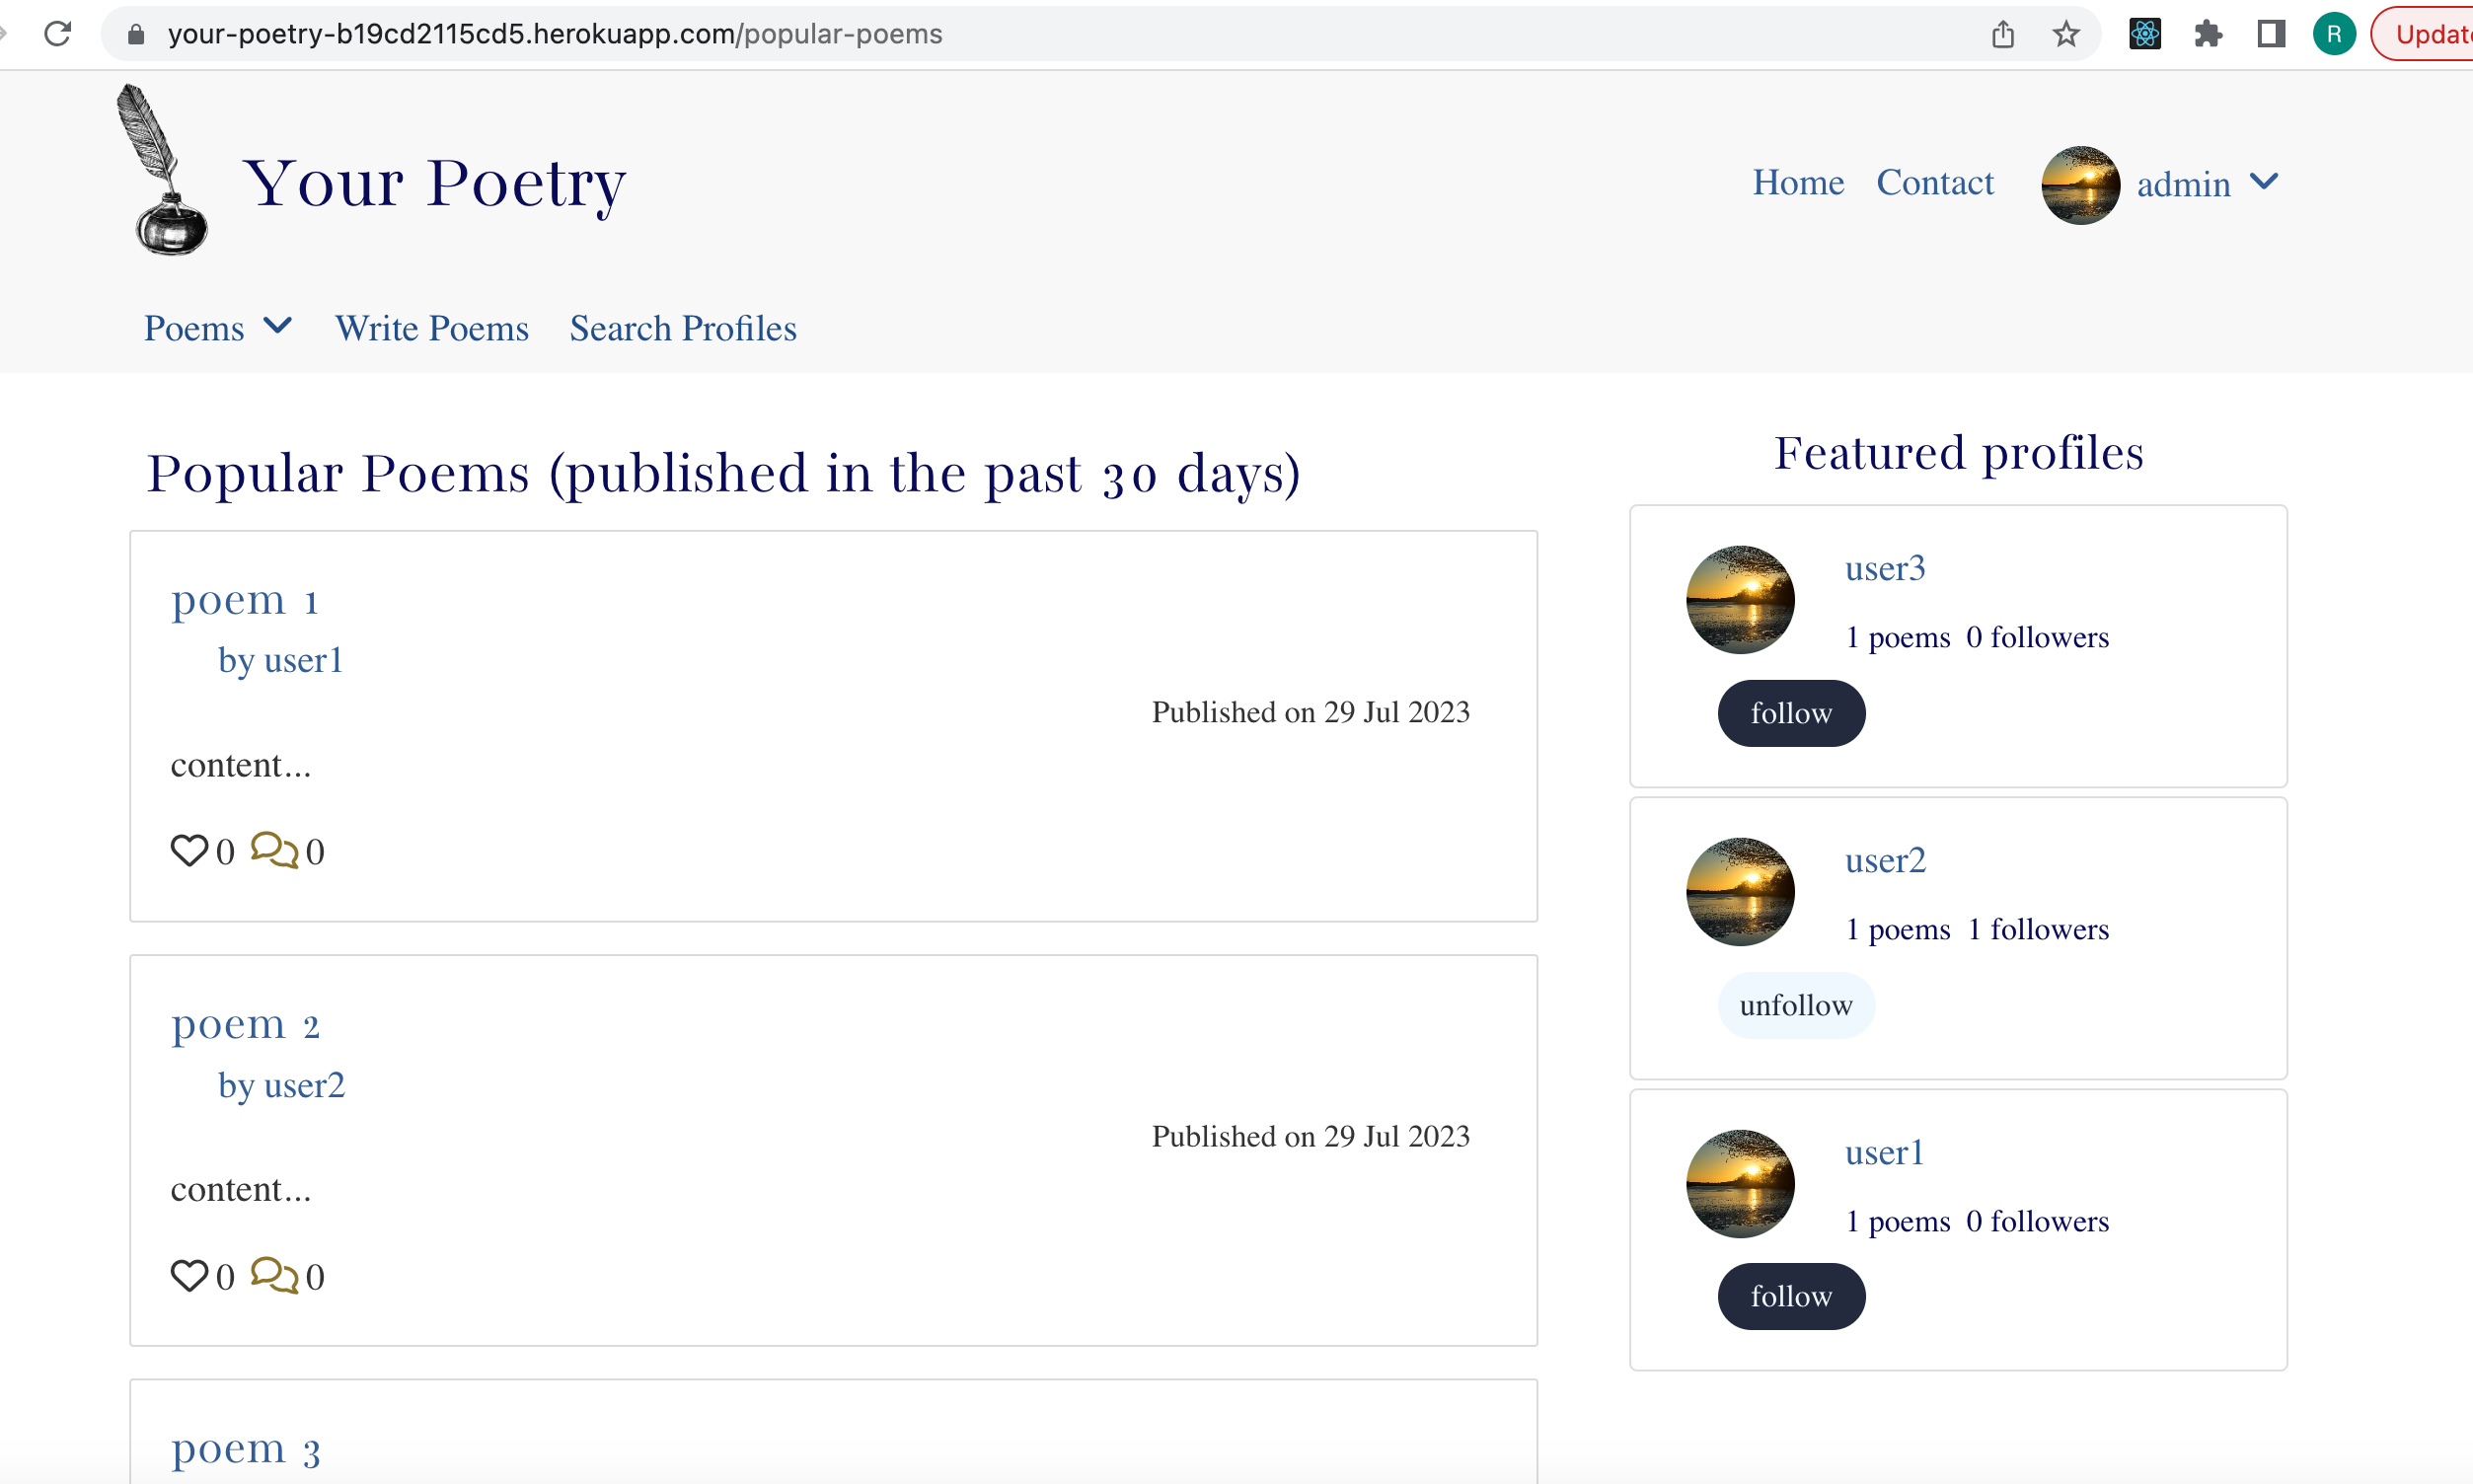 your-poetry-b19cd2115cd5.herokuapp.com/popular-poems
R
Your Poetry
Home Contact admin
Poems Write Poems Search Profiles
Popular Poems (published in the past 30 days)
poem 1
by user1
Published on 29 Jul 2023
content...
0 0
poem 2
by user2
Published on 29 Jul 2023
content...
0 0
poem 3
Featured profiles
user3
1 poems 0 followers
follow
user2
1 poems 1 followers
unfollow
user1
1 poems 0 followers
follow